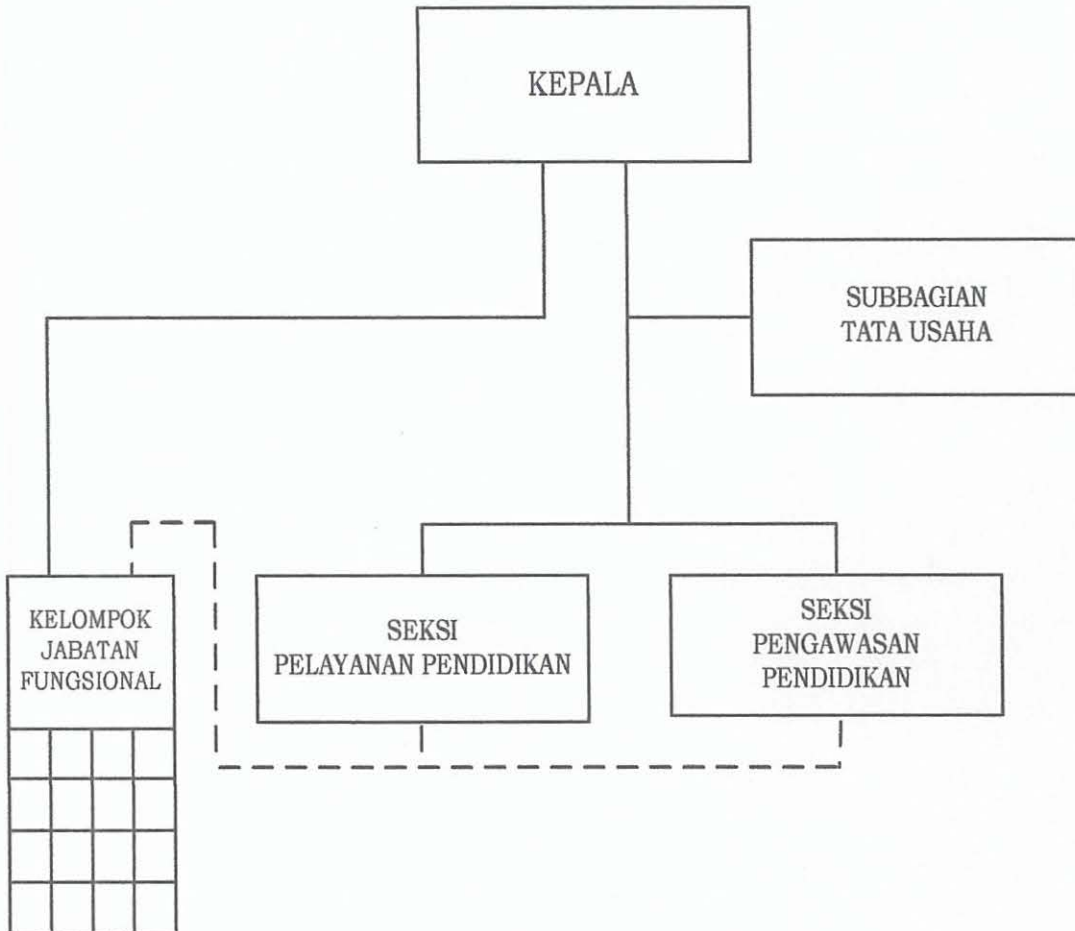 KEPALA
SUBBAGIAN
TATA USAHA
KELOMPOK
JABATAN
FUNGSIONAL
SEKSI
PELAYANAN PENDIDIKAN
SEKSI
PENGAWASAN
PENDIDIKAN